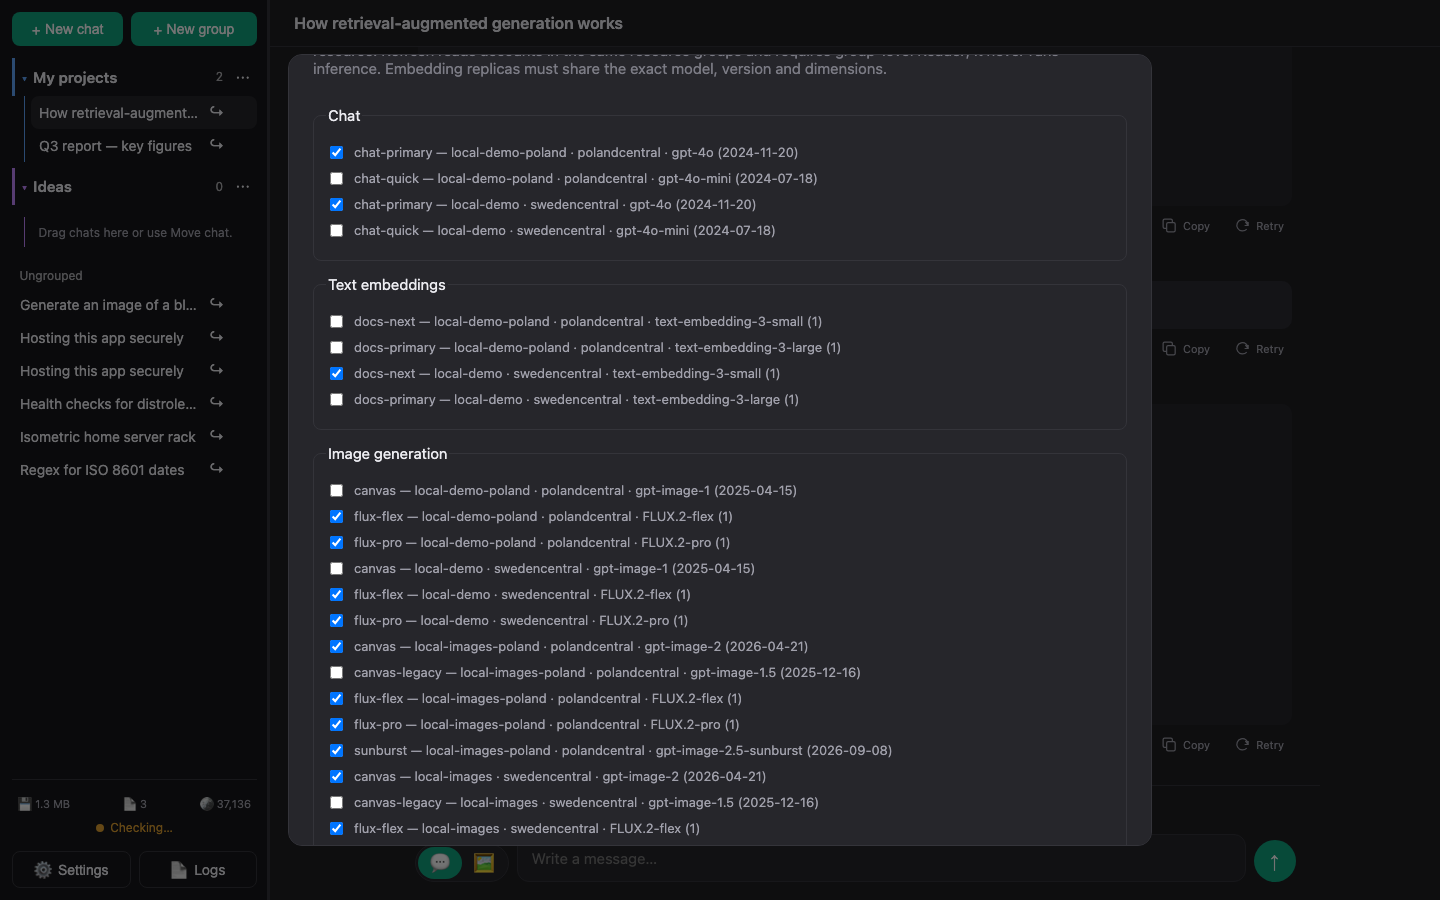 + New chat
+ New group
My projects
2
How retrieval-augment...
Q3 report — key figures
Ideas
0
Drag chats here or use Move chat.
Ungrouped
Generate an image of a bl...
Hosting this app securely
Hosting this app securely
Health checks for distrole...
Isometric home server rack
Regex for ISO 8601 dates
1.3 MB
3
37,136
Checking...
Settings
Logs
How retrieval-augmented generation works
inference. Embedding replicas must share the exact model, version and dimensions.
Chat
chat-primary — local-demo-poland · polandcentral · gpt-4o (2024-11-20)
chat-quick — local-demo-poland · polandcentral · gpt-4o-mini (2024-07-18)
chat-primary — local-demo · swedencentral · gpt-4o (2024-11-20)
chat-quick — local-demo · swedencentral · gpt-4o-mini (2024-07-18)
Text embeddings
docs-next — local-demo-poland · polandcentral · text-embedding-3-small (1)
docs-primary — local-demo-poland · polandcentral · text-embedding-3-large (1)
docs-next — local-demo · swedencentral · text-embedding-3-small (1)
docs-primary — local-demo · swedencentral · text-embedding-3-large (1)
Image generation
canvas — local-demo-poland · polandcentral · gpt-image-1 (2025-04-15)
flux-flex — local-demo-poland · polandcentral · FLUX.2-flex (1)
flux-pro — local-demo-poland · polandcentral · FLUX.2-pro (1)
canvas — local-demo · swedencentral · gpt-image-1 (2025-04-15)
flux-flex — local-demo · swedencentral · FLUX.2-flex (1)
flux-pro — local-demo · swedencentral · FLUX.2-pro (1)
canvas — local-images-poland · polandcentral · gpt-image-2 (2026-04-21)
canvas-legacy — local-images-poland · polandcentral · gpt-image-1.5 (2025-12-16)
flux-flex — local-images-poland · polandcentral · FLUX.2-flex (1)
flux-pro — local-images-poland · polandcentral · FLUX.2-pro (1)
sunburst — local-images-poland · polandcentral · gpt-image-2.5-sunburst (2026-09-08)
canvas — local-images · swedencentral · gpt-image-2 (2026-04-21)
canvas-legacy — local-images · swedencentral · gpt-image-1.5 (2025-12-16)
flux-flex — local-images · swedencentral · FLUX.2-flex (1)
Copy
Retry
Copy
Retry
Copy
Retry
Write a message...